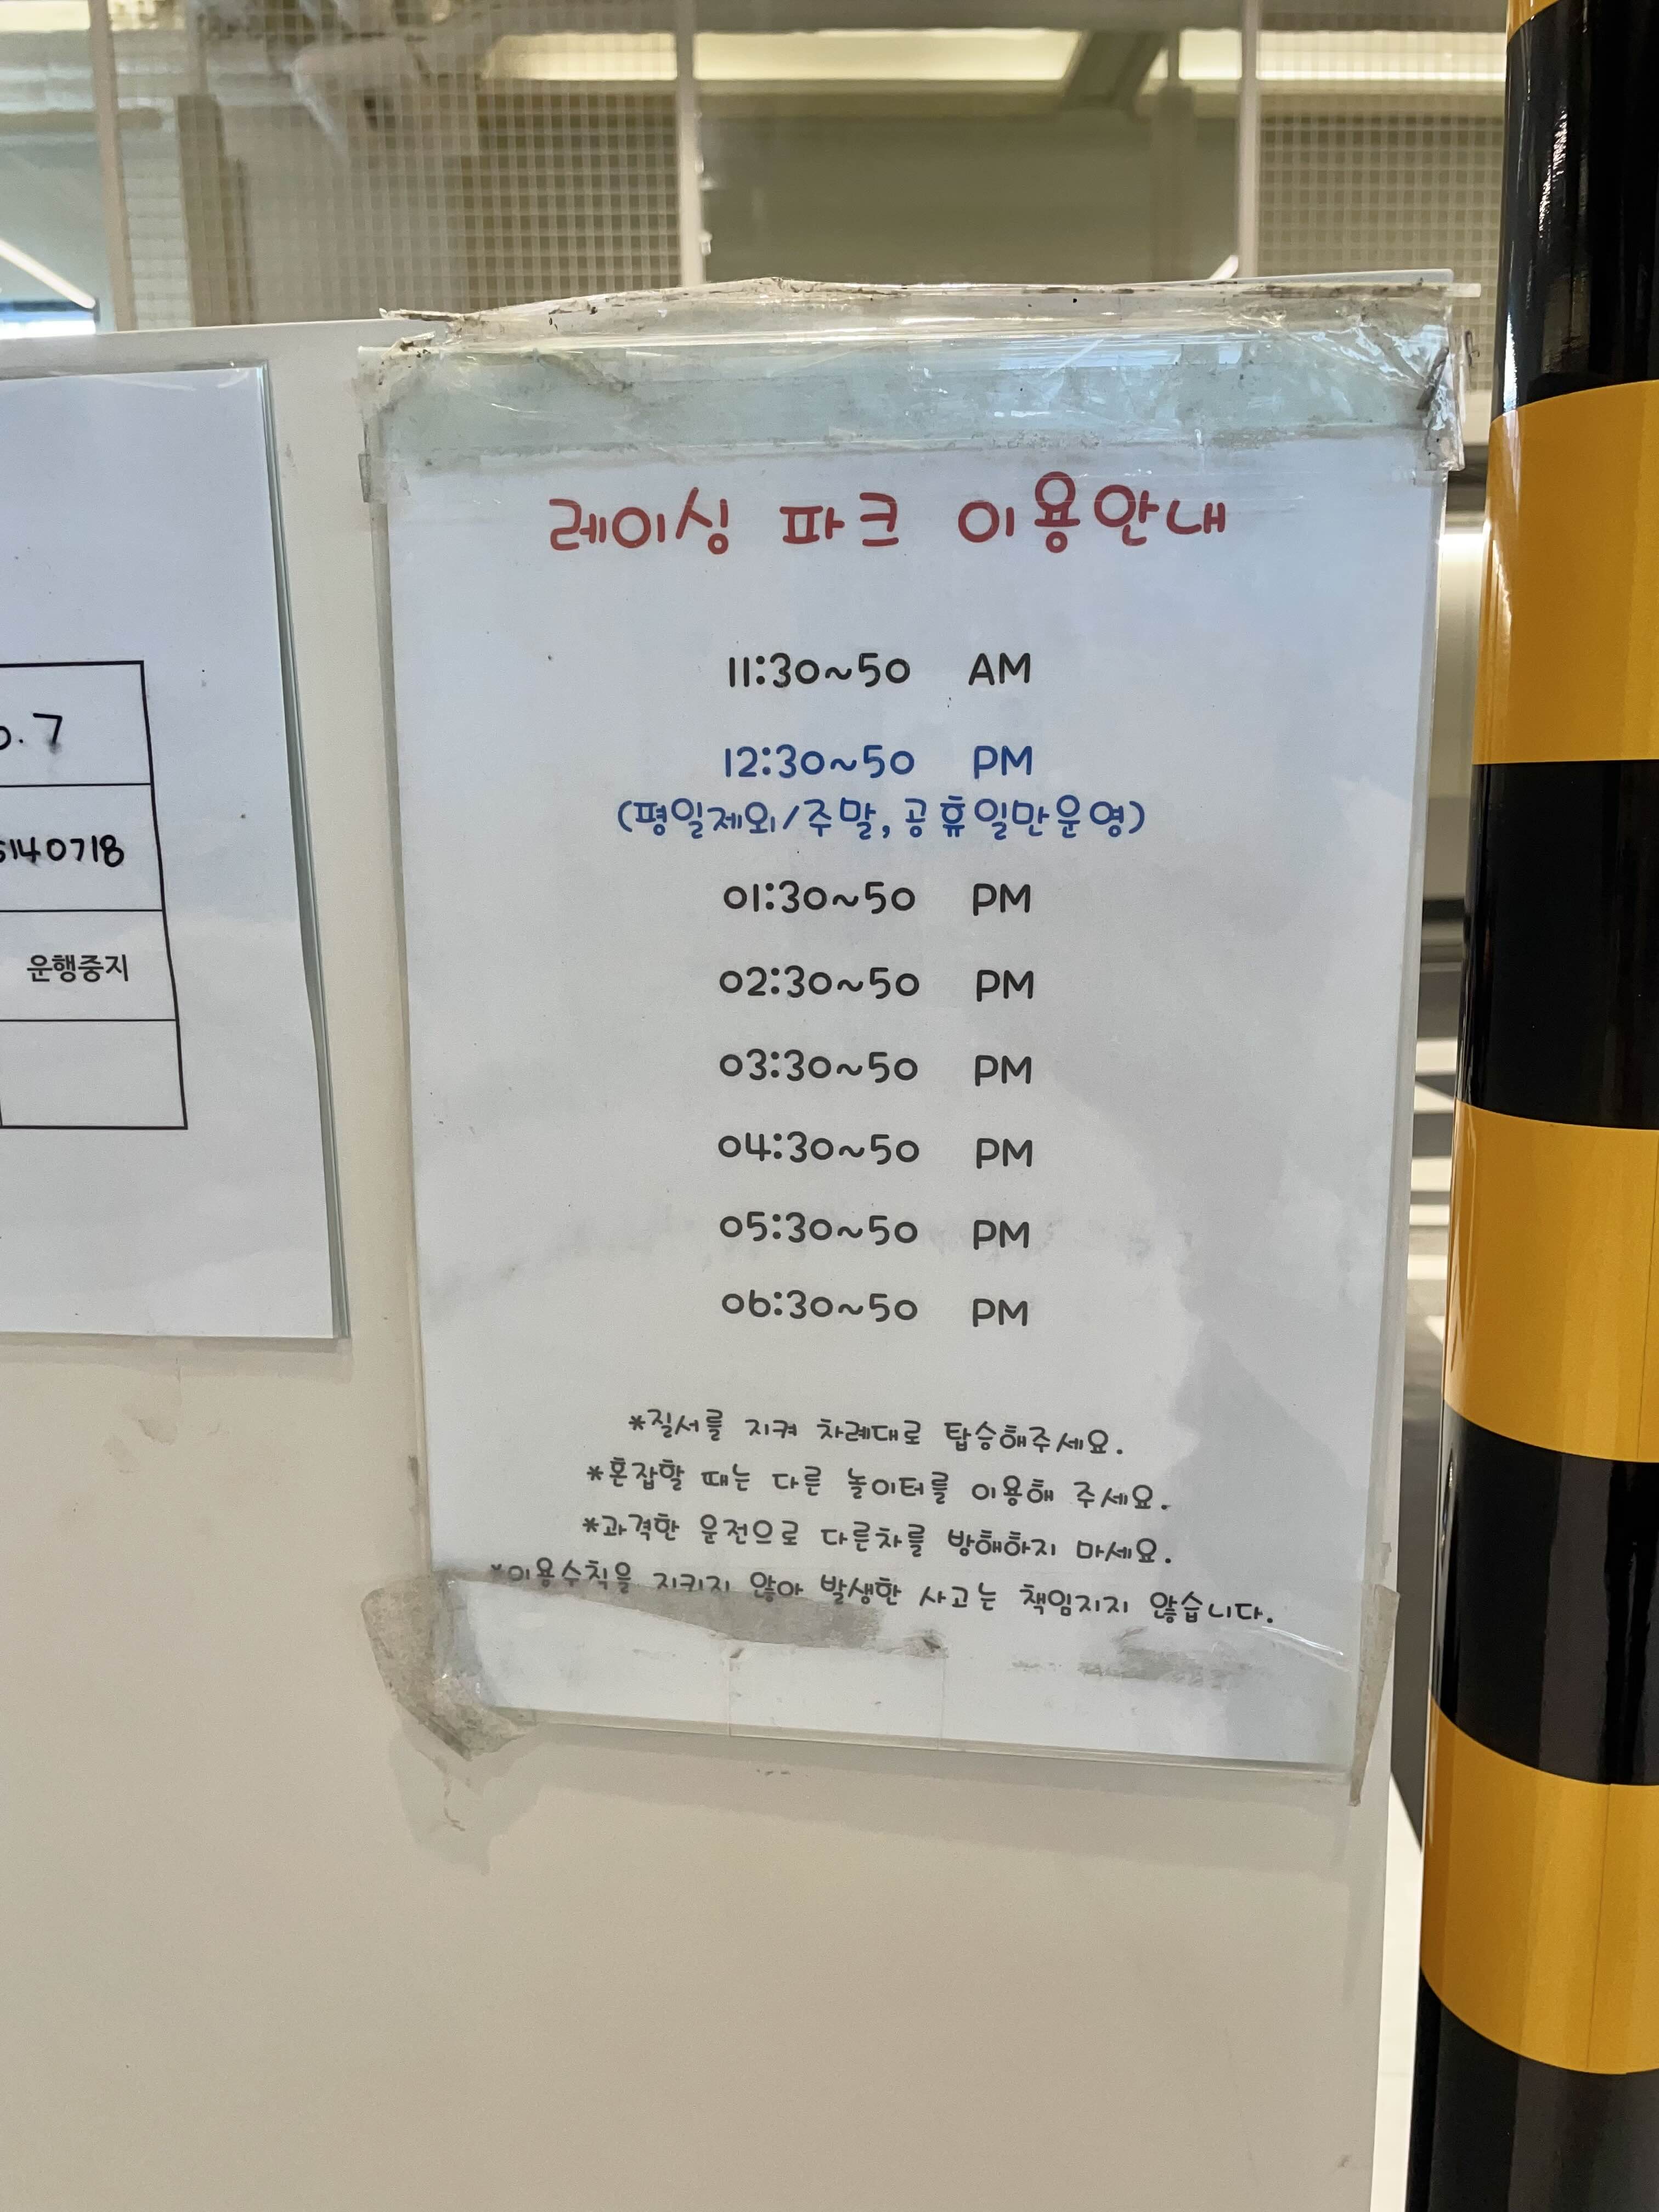 o.7
5140718
운행중지
레이싱 파크 이용안내
11:30~50 AM
12:30~50 PM
(평일제외/주말,공휴일만운영)
01:30~50 PM
02:30~50 PM
03:30~50 PM
04:30~50 PM
05:30~50 PM
06:30~50 PM
*질서를 지켜 차례대로 탑승해주세요.
*혼잡할 때는 다른 놀이터를 이용해 주세요.
*과격한 운전으로 다른차를 방해하지 마세요.
*이용수칙을 지키지 않아 발생한 사고는 책임지지 않습니다.